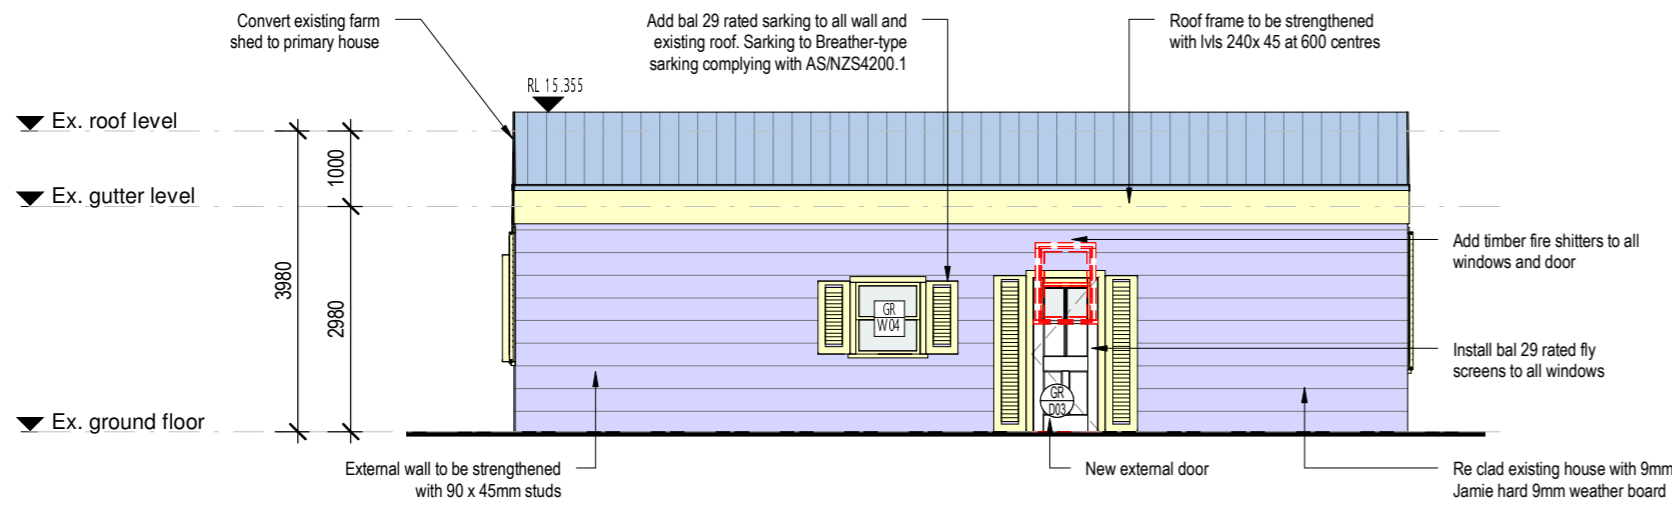 Convert existing farm
shed to primary house
Add bal 29 rated sarking to all wall and
existing roof. Sarking to Breather-type
sarking complying with AS/NZS4200.1
Roof frame to be strengthened
with lvls 240x 45 at 600 centres
RL 15.355
Ex. roof level
1000
Ex. gutter level
3980
2980
Add timber fire shitters to all
windows and door
GR
W04
Install bal 29 rated fly
screens to all windows
GR
D03
Ex. ground floor
External wall to be strengthened
with 90 x 45mm studs
New external door
Re clad existing house with 9mm
Jamie hard 9mm weather board